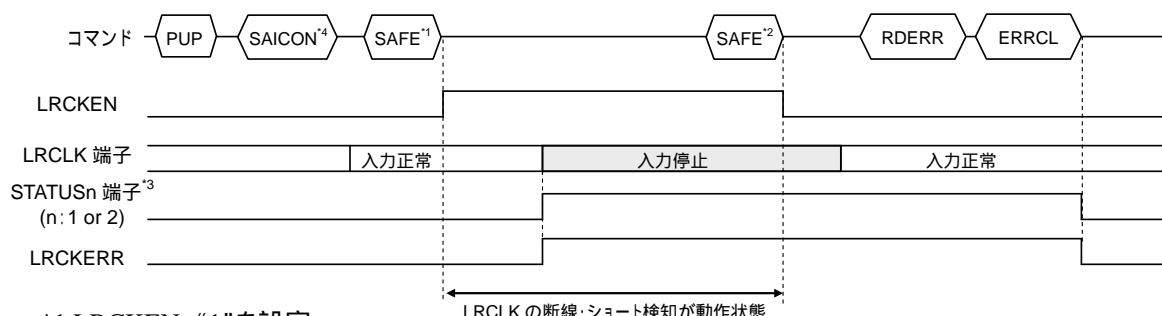 コマンド PUP SAICON*4 SAFE*1 SAFE*2 RDERR ERRCL
LRCKEN
LRCLK 端子 入力正常 入力停止 入力正常
STATUSn 端子*3
(n:1 or 2)
LRCKERR
LRCLK の断線・ショート検知が動作状態